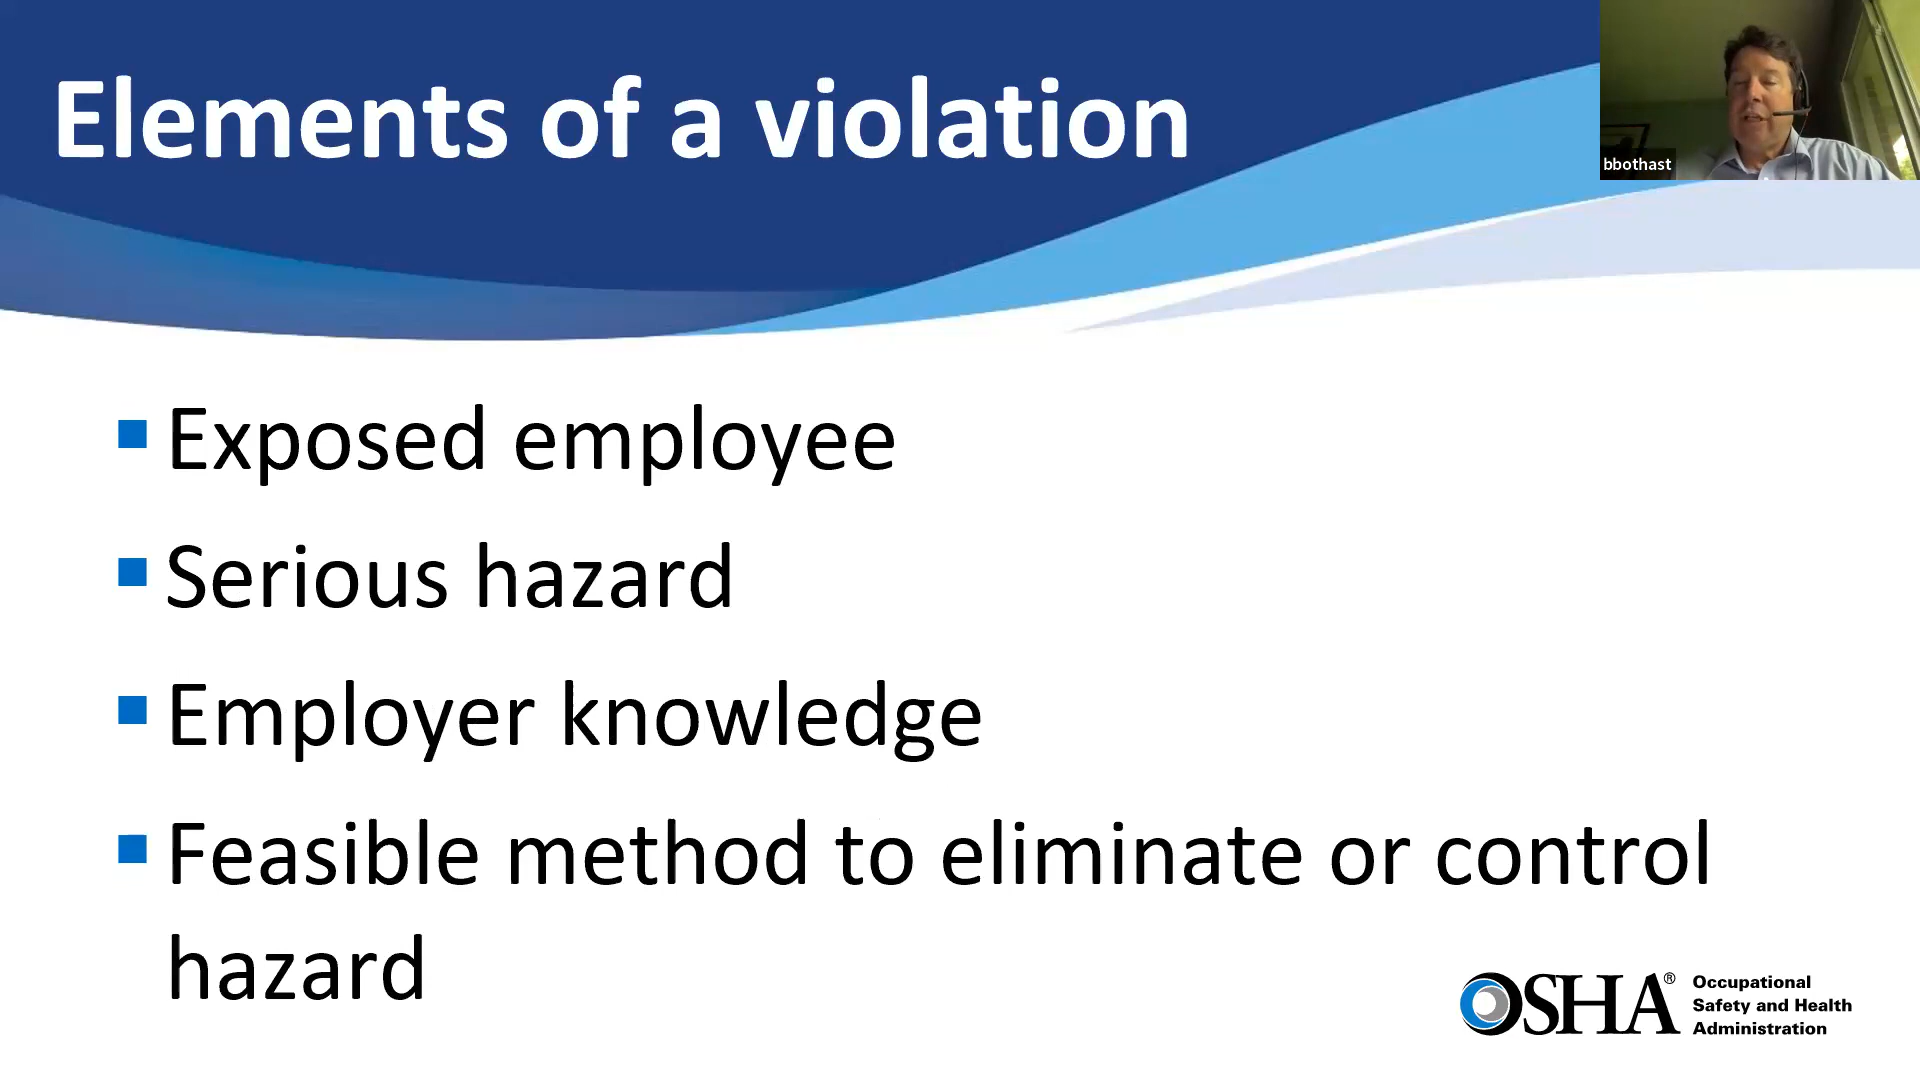 Elements of a violation
bbothast
Exposed employee
Serious hazard
Employer knowledge
Feasible method to eliminate or control
hazard
OSHA®
Occupational
Safety and Health
Administration